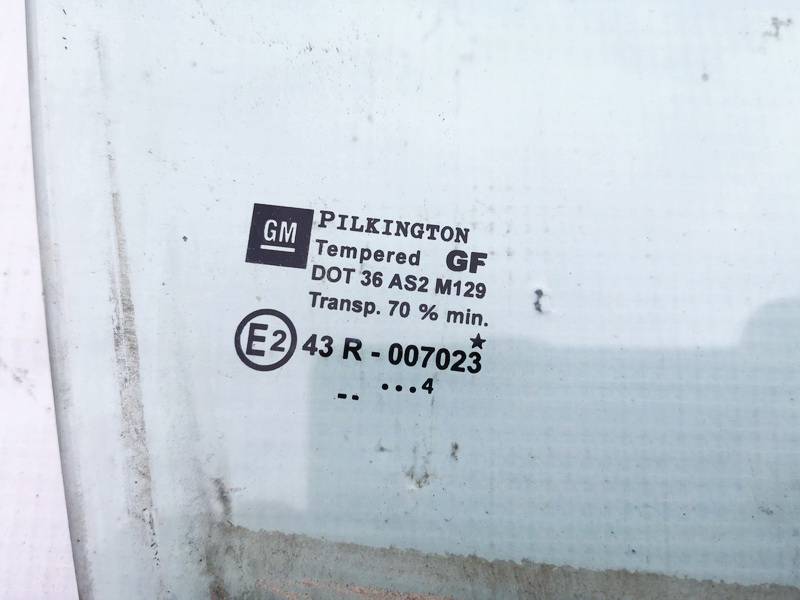 GM
PILKINGTON
Tempered GF
DOT 36 AS2 M129
Transp. 70 % min.
E2 43 R - 007023★
...4
--